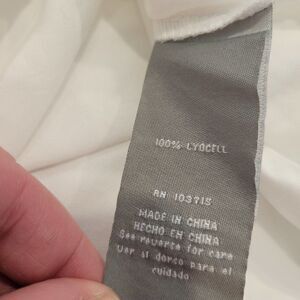 100% LYOCELL
RN 103715
MADE IN CHINA
HECHO EN CHINA
See reverse for care
Ver si dorso para el
cuidado